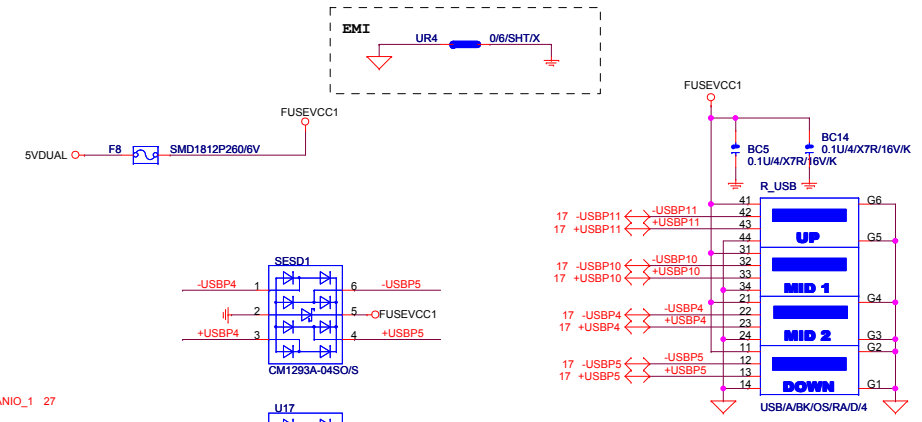 EMI
UR4 0/6/SHT/X
FUSEVCC1
5VDUAL F8 SMD1812P260/6V
FUSEVCC1
BC5
0.1U/4/X7R/16V/K
BC14
0.1U/4/X7R/16V/K
SESD1
-USBP4 1 6 -USBP5
2 5 FUSEVCC1
+USBP4 3 4 +USBP5
CM1293A-04SO/S
U17
ANIO_1 27
R_USB
41 G6
17 -USBP11 -USBP11 42
17 +USBP11 +USBP11 43
UP
44 G5
31
17 -USBP10 -USBP10 32
17 +USBP10 +USBP10 33
MID 1
34
21 G4
17 -USBP4 -USBP4 22
17 +USBP4 +USBP4 23
MID 2
24 G3
11 G2
17 -USBP5 -USBP5 12
17 +USBP5 +USBP5 13
DOWN
14 G1
USB/A/BK/OS/RA/D/4